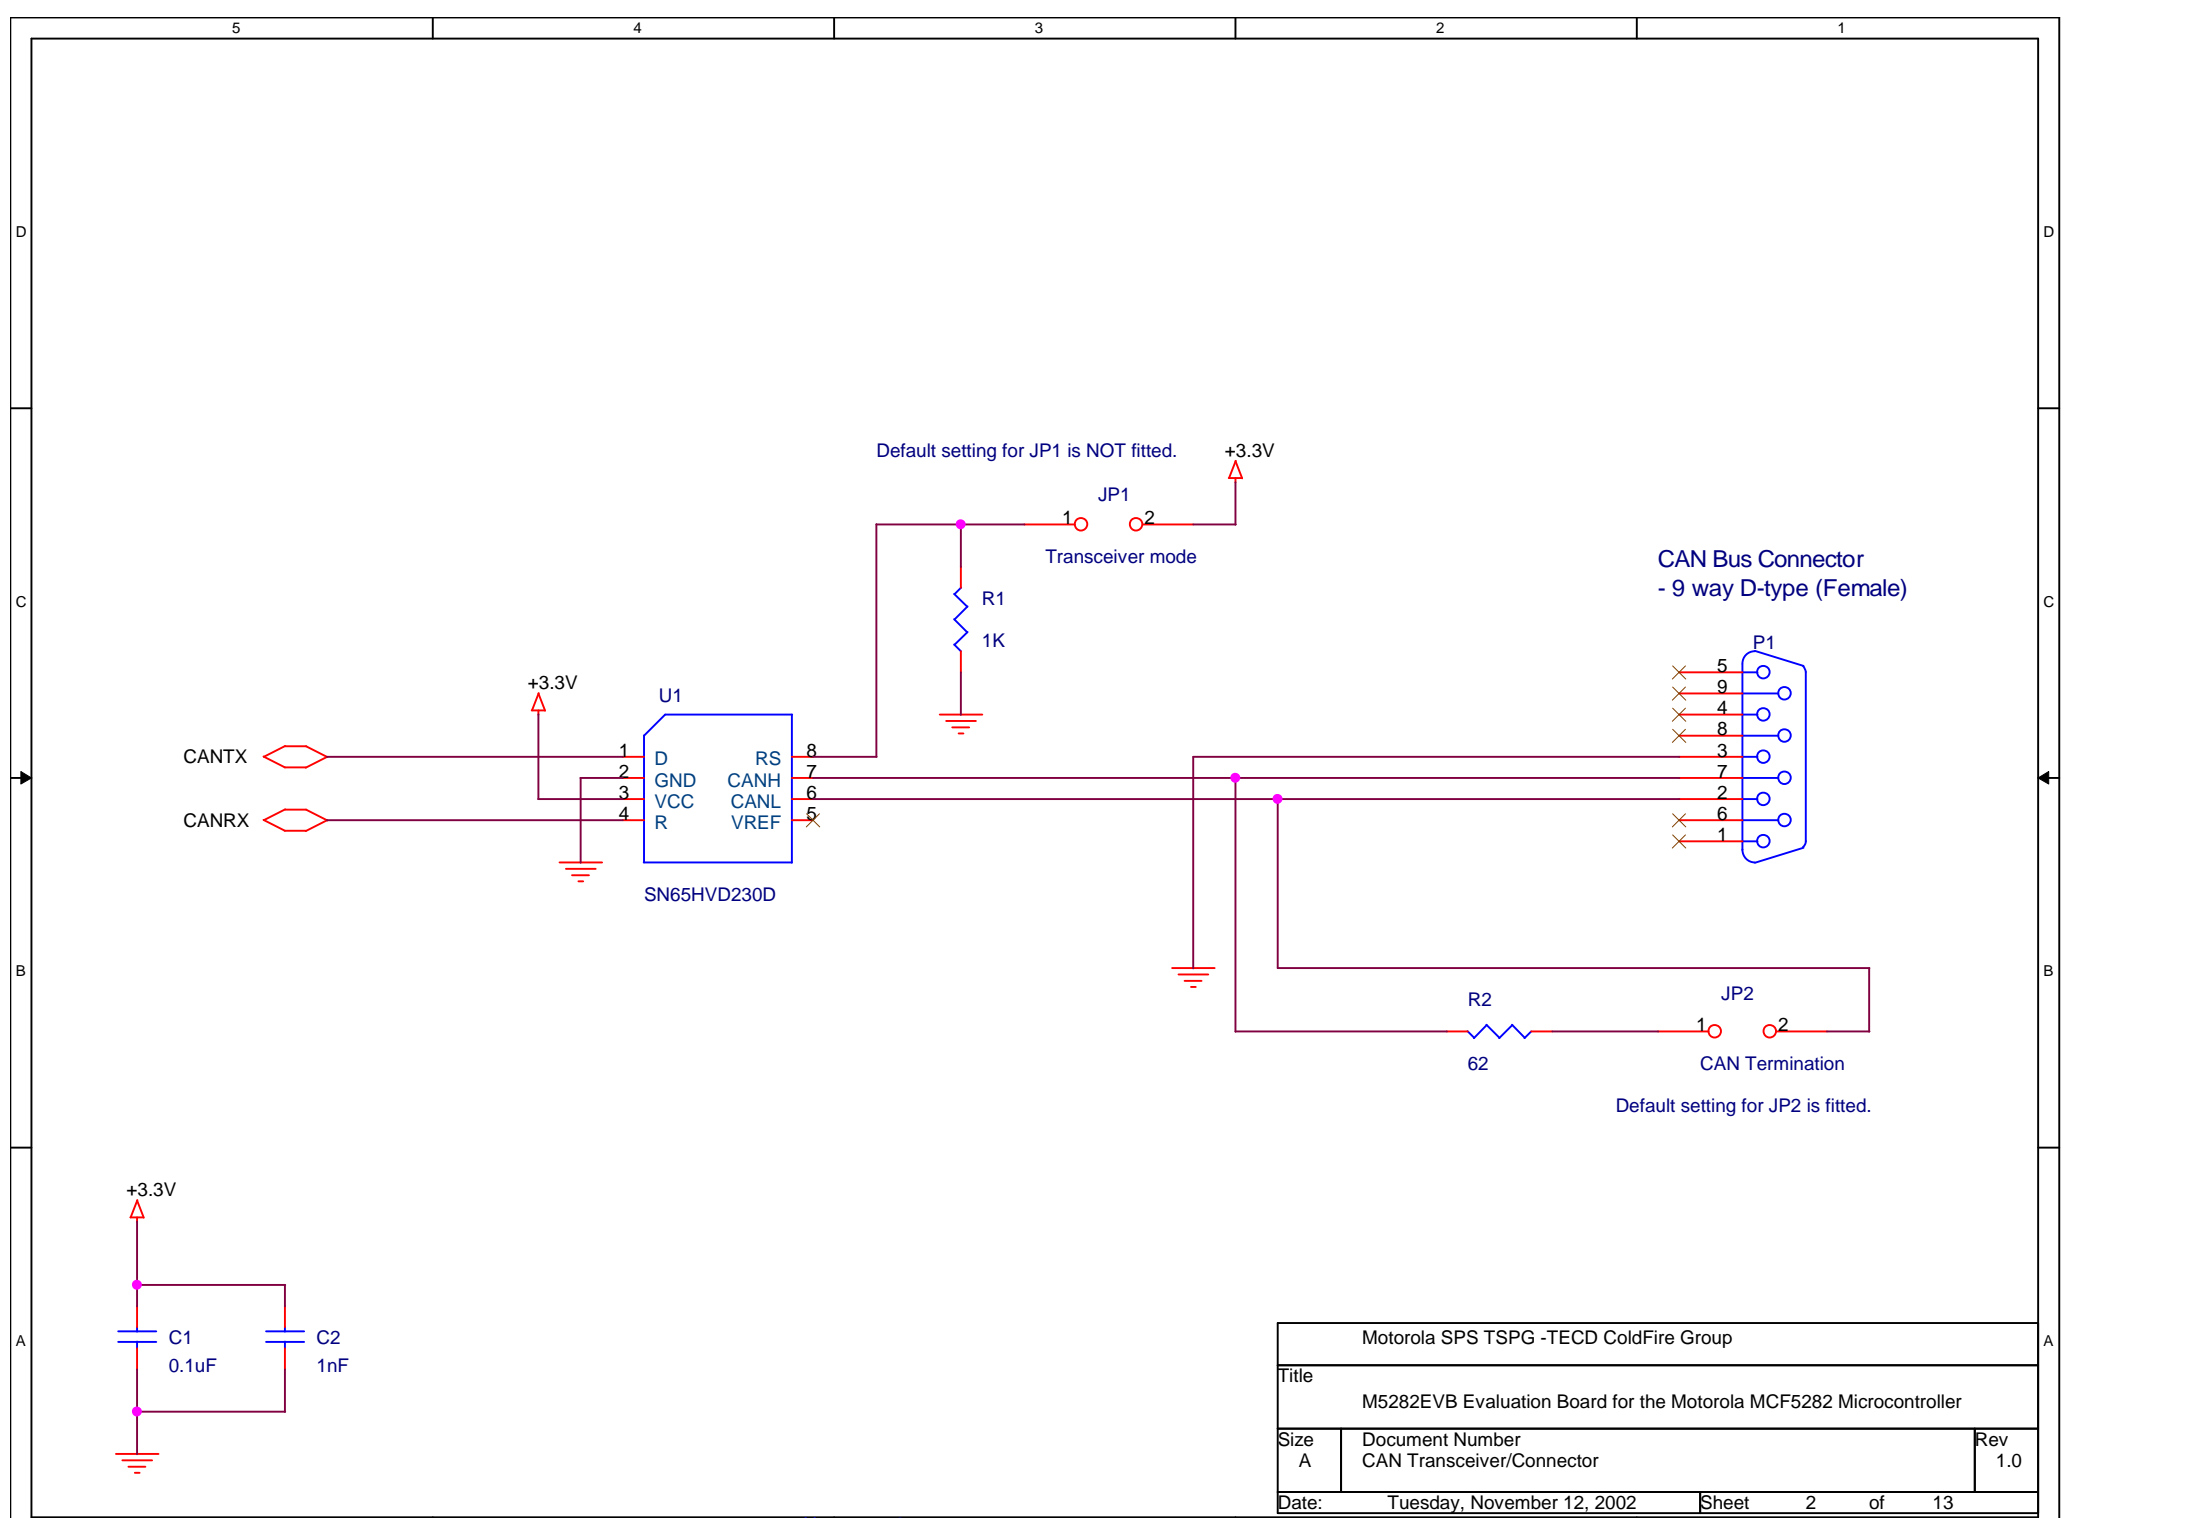 5 4 3 2 1
D D
Default setting for JP1 is NOT fitted. +3.3V
JP1
1 2
Transceiver mode
CAN Bus Connector
- 9 way D-type (Female)
C C
R1
1K
P1
5
9
4
8
3
7
2
6
1
+3.3V
U1
CANTX 1 D RS 8
2 GND CANH 7
3 VCC CANL 6
CANRX 4 R VREF 5
SN65HVD230D
B B
R2 JP2
1 2
62 CAN Termination
Default setting for JP2 is fitted.
+3.3V
A A
C1 C2
0.1uF 1nF
Motorola SPS TSPG -TECD ColdFire Group
Title
M5282EVB Evaluation Board for the Motorola MCF5282 Microcontroller
Size Document Number Rev
A CAN Transceiver/Connector 1.0
Date: Tuesday, November 12, 2002 Sheet 2 of 13